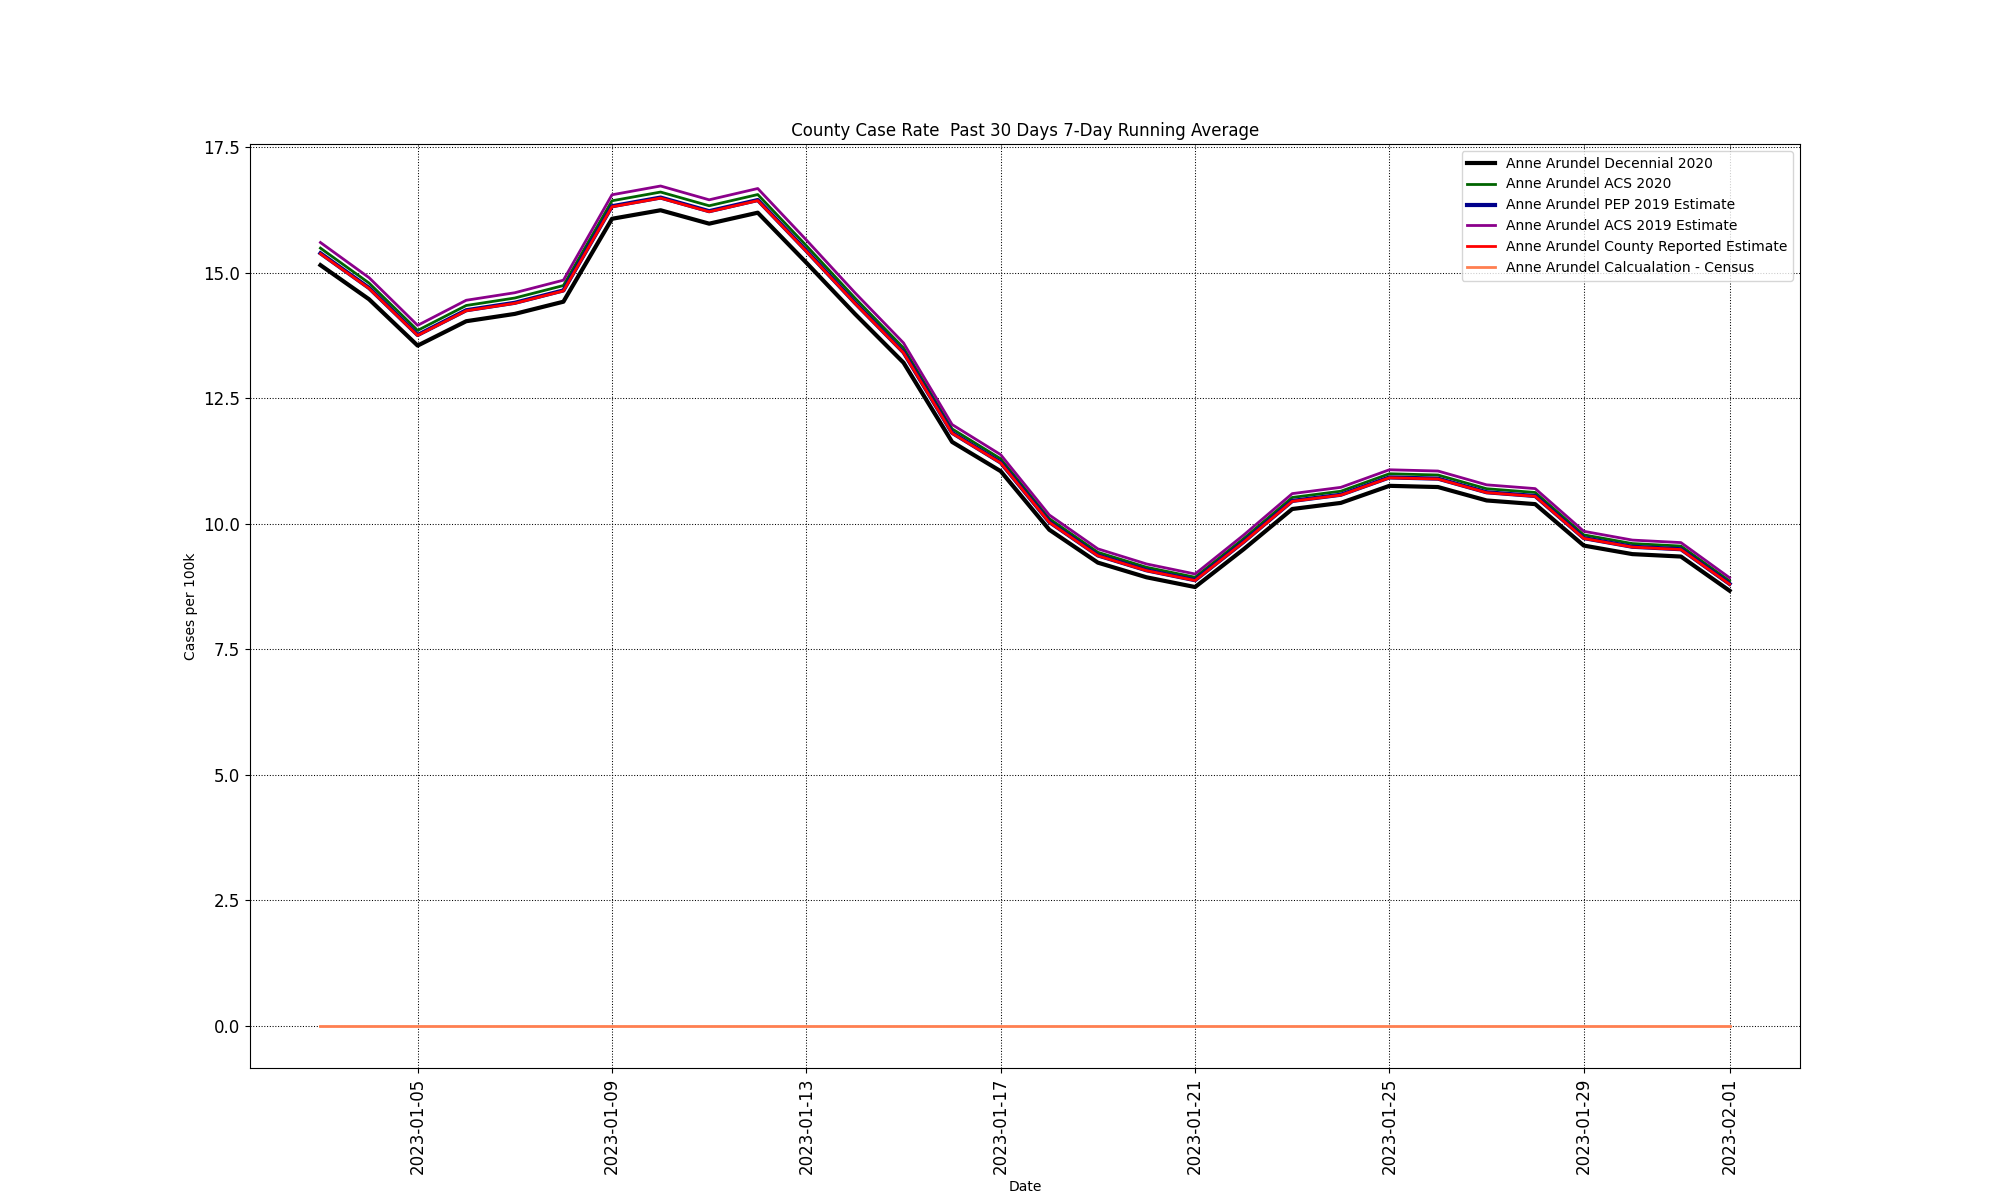 County Case Rate  Past 30 Days 7-Day Running Average
17.5
15.0
12.5
10.0
7.5
5.0
2.5
0.0
Cases per 100k
Anne Arundel Decennial 2020
Anne Arundel ACS 2020
Anne Arundel PEP 2019 Estimate
Anne Arundel ACS 2019 Estimate
Anne Arundel County Reported Estimate
Anne Arundel Calcualation - Census
2023-01-05
2023-01-09
2023-01-13
2023-01-17
2023-01-21
2023-01-25
2023-01-29
2023-02-01
Date